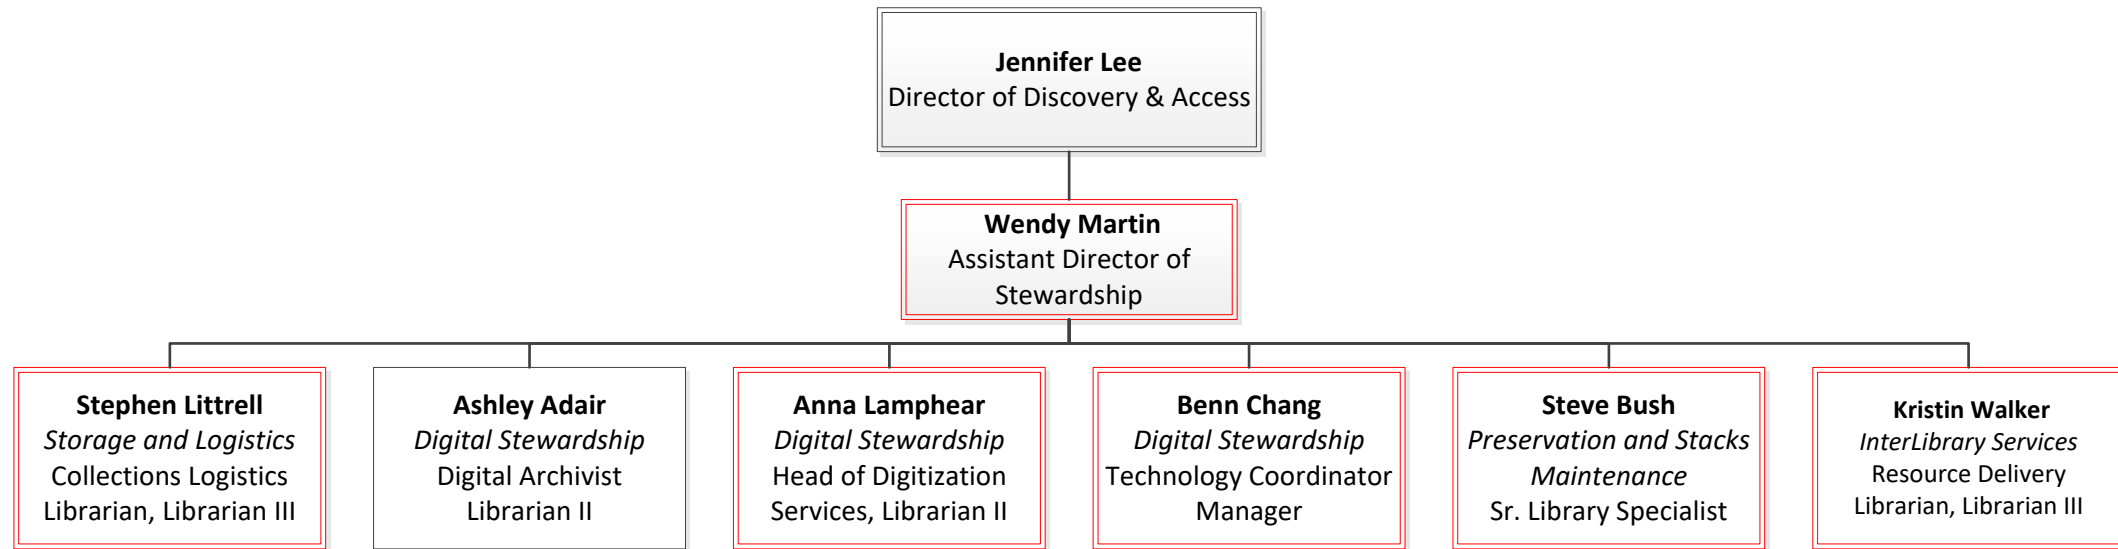 Jennifer Lee
Director of Discovery & Access
Wendy Martin
Assistant Director of
Stewardship
Stephen Littrell
Storage and Logistics
Collections Logistics
Librarian, Librarian III
Ashley Adair
Digital Stewardship
Digital Archivist
Librarian II
Anna Lamphear
Digital Stewardship
Head of Digitization
Services, Librarian II
Benn Chang
Digital Stewardship
Technology Coordinator
Manager
Steve Bush
Preservation and Stacks
Maintenance
Sr. Library Specialist
Kristin Walker
InterLibrary Services
Resource Delivery
Librarian, Librarian III